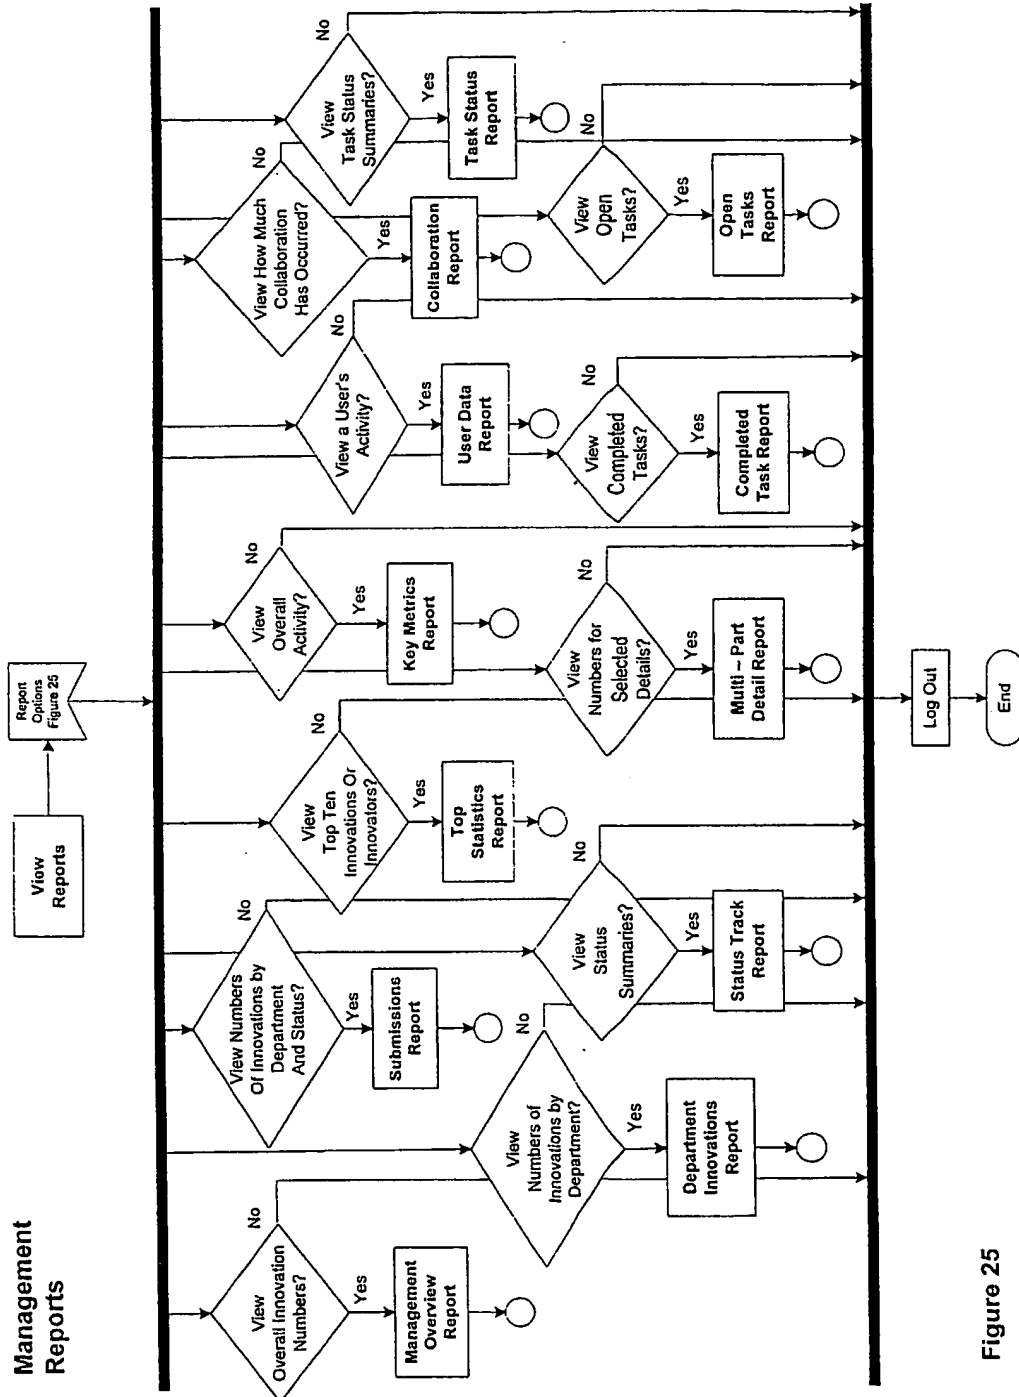 Management
Reports
View
Reports
Report
Options
Figure 25
View
Overall Innovation
Numbers?
No
Yes
Management
Overview
Report
View
Numbers of
Innovations by
Department?
No
Yes
Department
Innovations
Report
View Numbers
Of Innovations by
Department
And Status?
No
Yes
Submissions
Report
View
Status
Summaries?
No
Yes
Status Track
Report
View
Top Ten
Innovations Or
Innovators?
No
Yes
Top
Statistics
Report
View
Numbers for
Selected
Details?
No
Yes
Multi – Part
Detail Report
View
Overall
Activity?
No
Yes
Key Metrics
Report
View
Completed
Tasks?
No
Yes
Completed
Task Report
View a User's
Activity?
No
Yes
User Data
Report
View How Much
Collaboration
Has Occurred?
No
Yes
Collaboration
Report
View
Open
Tasks?
No
Yes
Open
Tasks
Report
View
Task Status
Summaries?
No
Yes
Task Status
Report
Log Out
End
Figure 25